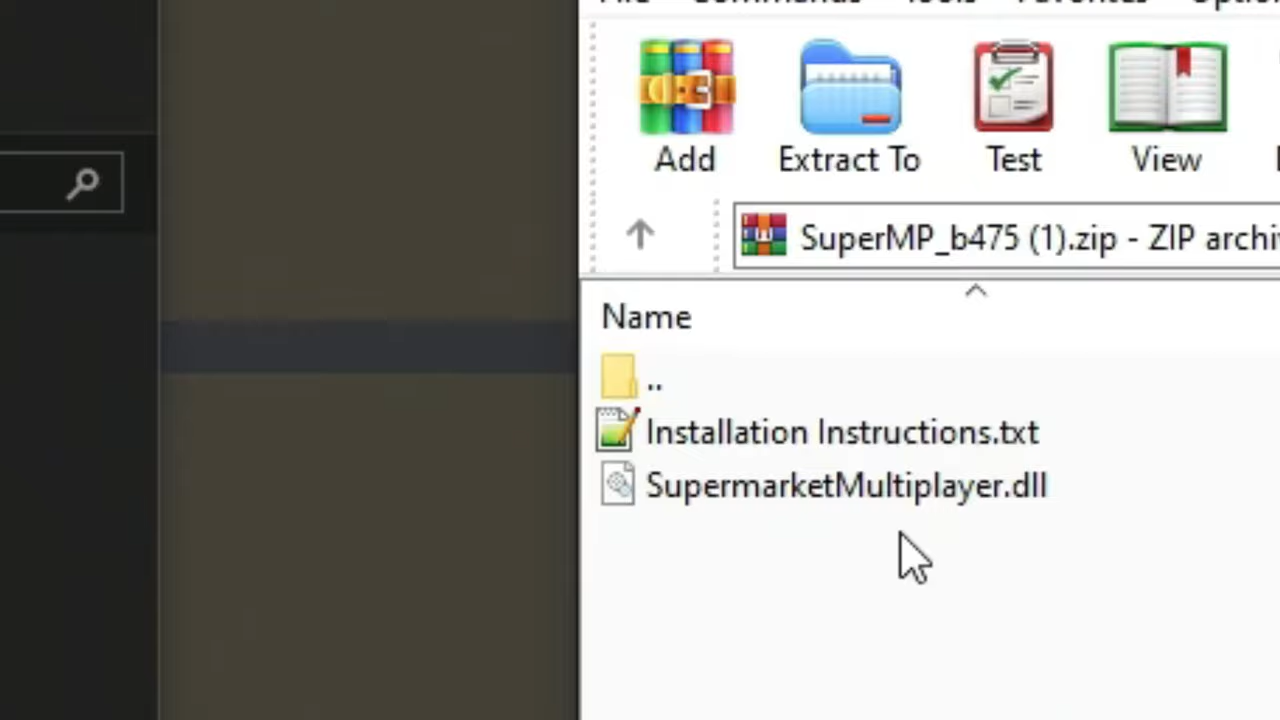 Add
Extract To
Test
View
SuperMP_b475 (1).zip - ZIP archi
Name
..
Installation Instructions.txt
SupermarketMultiplayer.dll